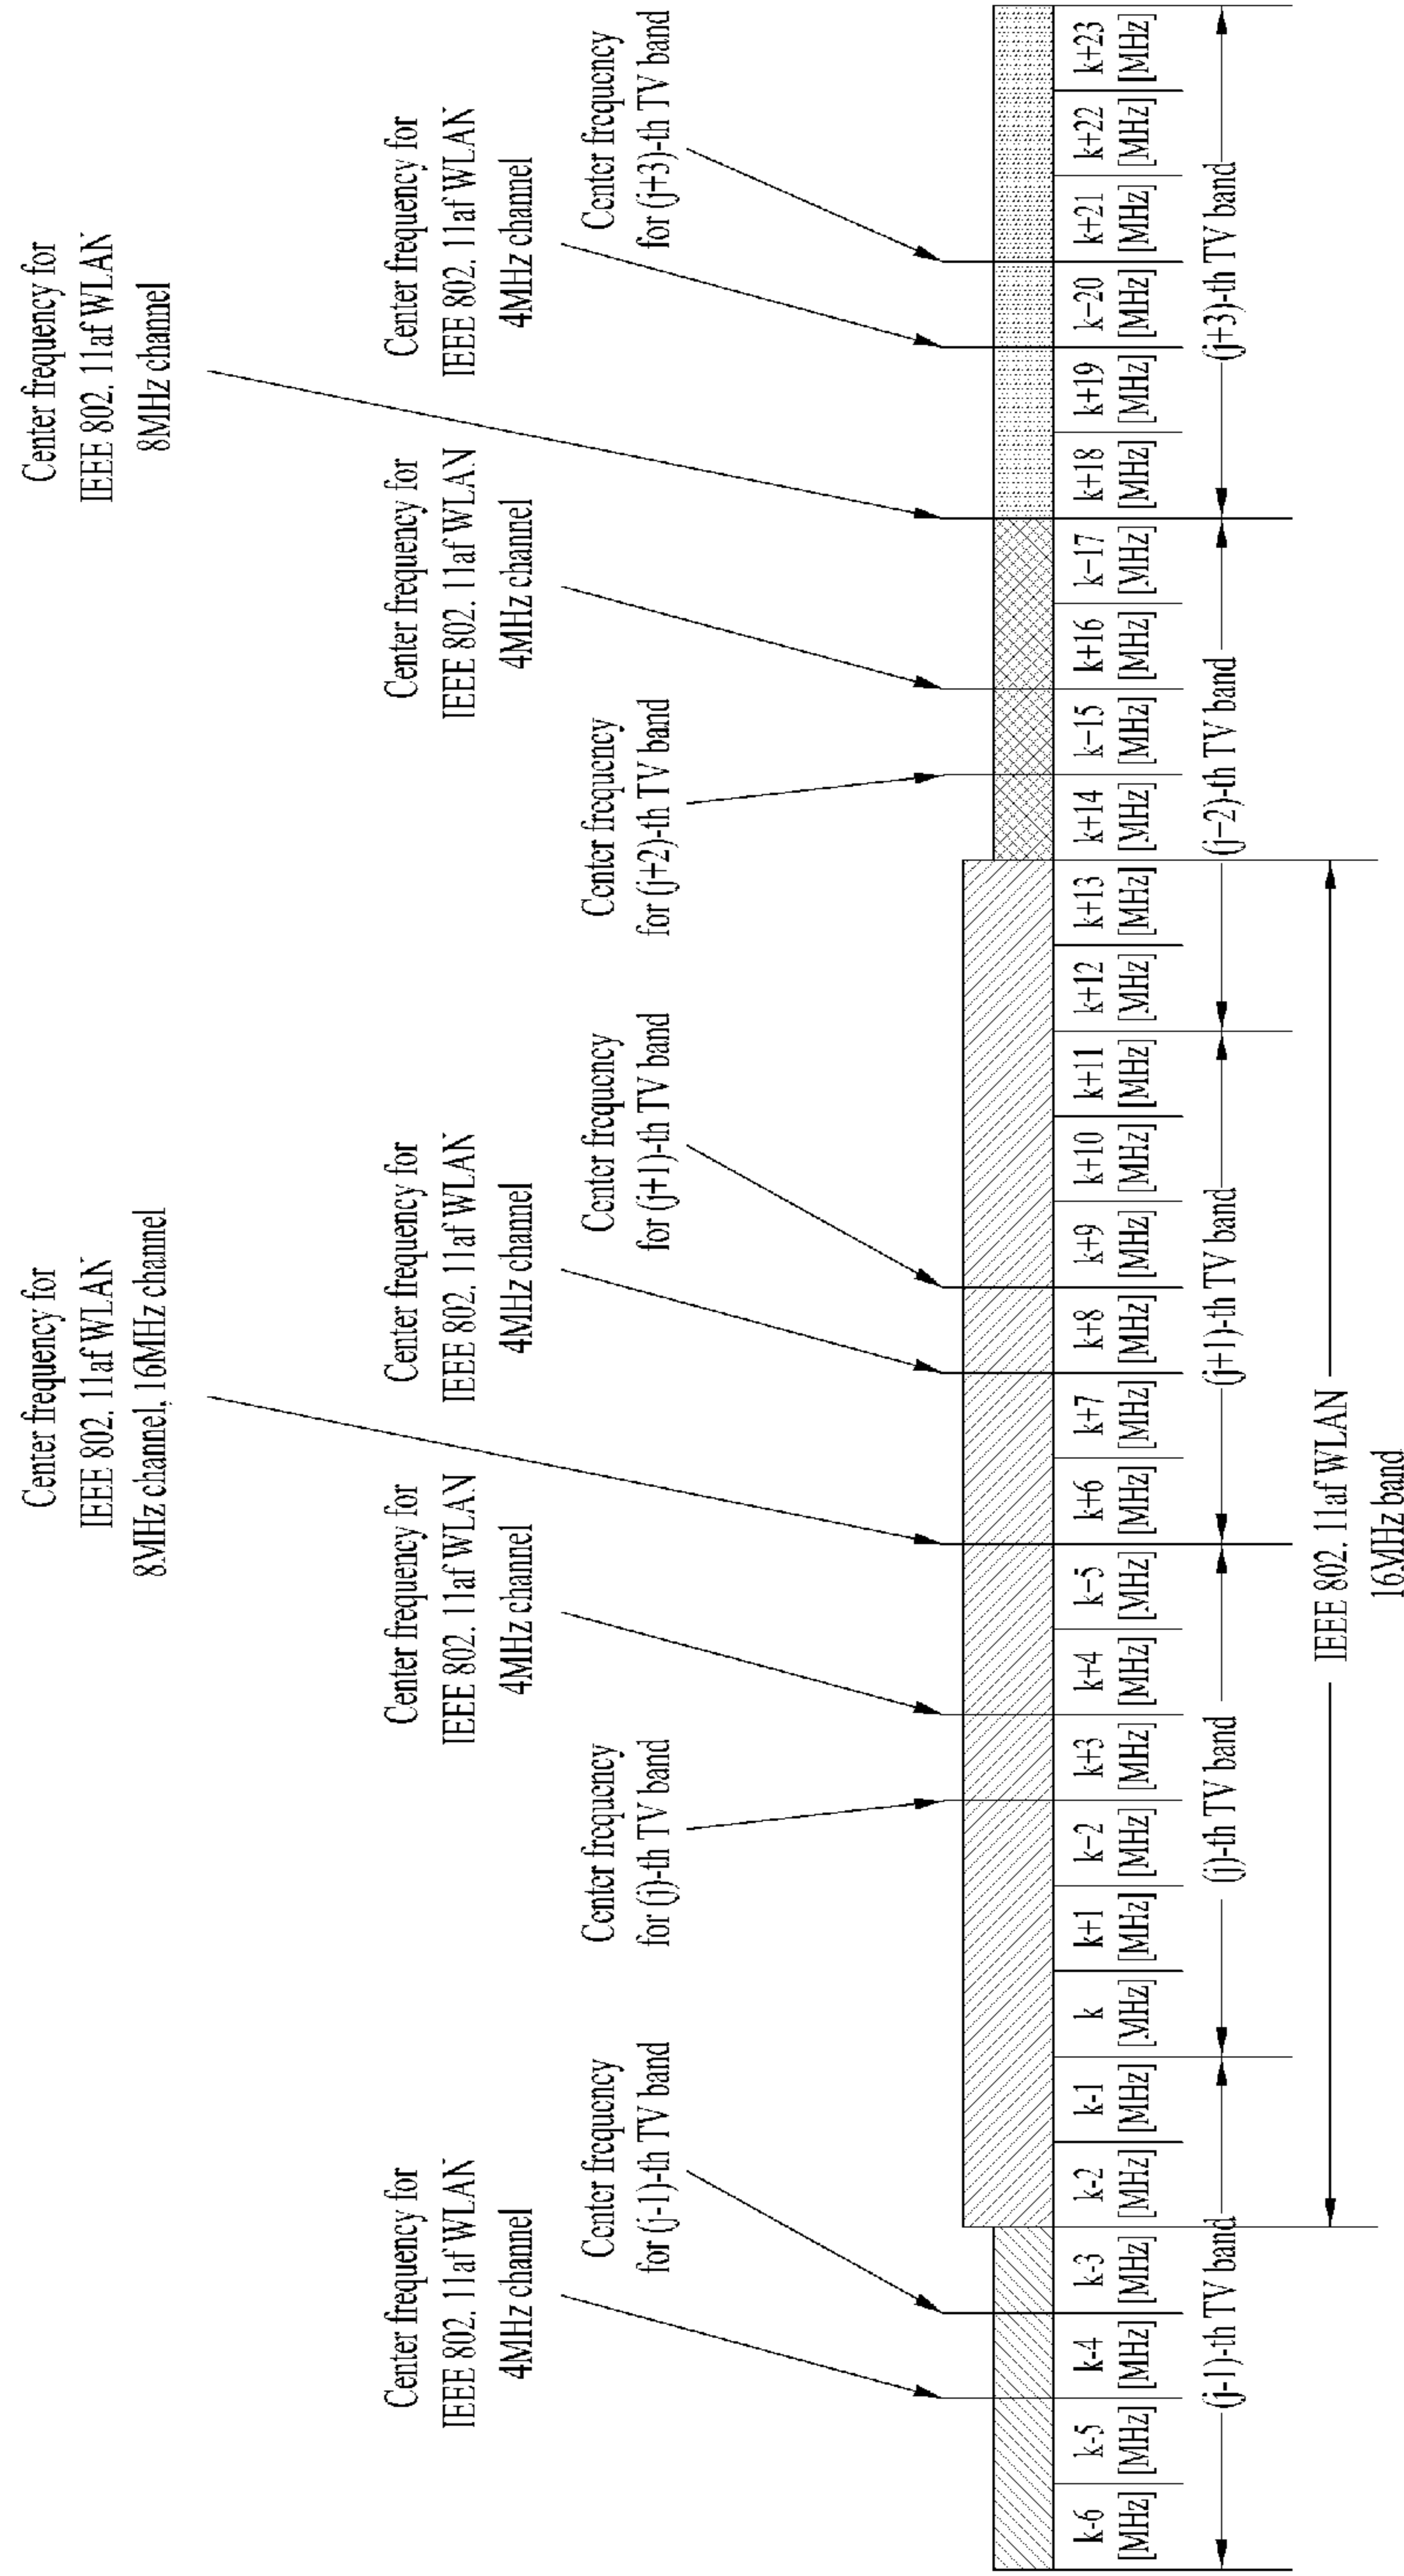 Center frequency for
IEEE 802. 11af WLAN
8MHz channel, 16MHz channel
Center frequency for
IEEE 802. 11af WLAN
8MHz channel
Center frequency for
IEEE 802. 11af WLAN
4MHz channel
Center frequency for
IEEE 802. 11af WLAN
4MHz channel
Center frequency for
IEEE 802. 11af WLAN
4MHz channel
Center frequency for
IEEE 802. 11af WLAN
4MHz channel
Center frequency for
IEEE 802. 11af WLAN
4MHz channel
Center frequency
for (j-1)-th TV band
Center frequency
for (j)-th TV band
Center frequency
for (j+1)-th TV band
Center frequency
for (j+2)-th TV band
Center frequency
for (j+3)-th TV band
k-6
[MHz]
k-5
[MHz]
k-4
[MHz]
k-3
[MHz]
k-2
[MHz]
k-1
[MHz]
k
[MHz]
k+1
[MHz]
k−2
[MHz]
k+3
[MHz]
k+4
[MHz]
k−5
[MHz]
k+6
[MHz]
k+7
[MHz]
k+8
[MHz]
k+9
[MHz]
k+10
[MHz]
k+11
[MHz]
k+12
[MHz]
k+13
[MHz]
k+14
[MHz]
k−15
[MHz]
k+16
[MHz]
k−17
[MHz]
k+18
[MHz]
k+19
[MHz]
k−20
[MHz]
k+21
[MHz]
k+22
[MHz]
k+23
[MHz]
(j-1)-th TV band
(j)-th TV band
(j+1)-th TV band
(j−2)-th TV band
(j+3)-th TV band
IEEE 802. 11af WLAN
16MHz band